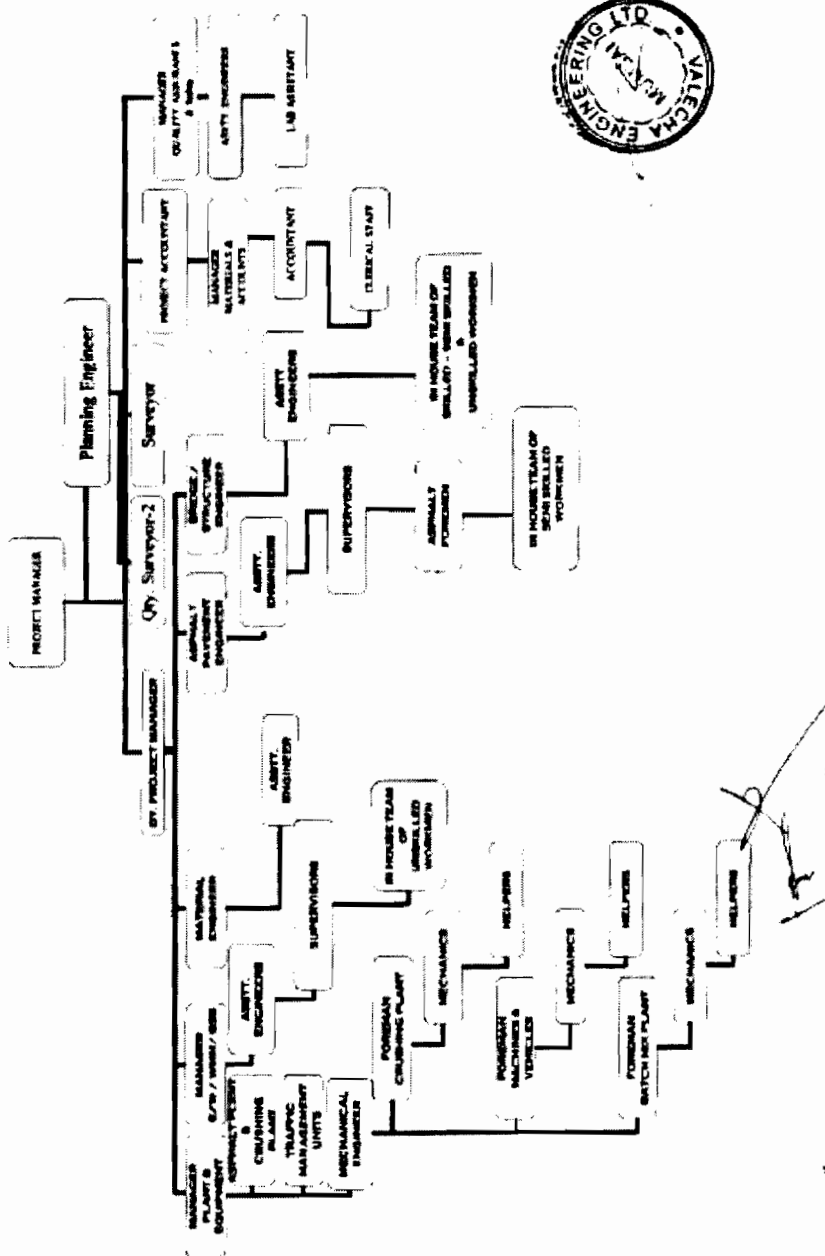 PROJECT MANAGER
Planning Engineer
DY. PROJECT MANAGER
Qty. Surveyor-2
Surveyor
PROJECT ACCOUNTANT
MANAGER
QUALITY ASSURANCE
MANAGER
PLANT &
EQUIPMENT
MANAGER
MATERIAL
ENGINEER
ASPHALT
PAVEMENT
ENGINEER
BRIDGE /
STRUCTURE
ENGINEER
MANAGER
MATERIALS &
ACCOUNTS
ASSTT. ENGINEERS
ASPHALT PLANT
&
CRUSHING
PLANT
TRAFFIC
MANAGEMENT
UNITS
MECHANICAL
ENGINEER
ASSTT.
ENGINEERS
SUPERVISORS
ASSTT.
ENGINEER
ASSTT.
ENGINEERS
SUPERVISORS
ASSTT
ENGINEERS
ACCOUNTANT
LAB ASSISTANT
CLERICAL STAFF
FOREMAN
CRUSHING PLANT
MECHANICS
HELPERS
IN HOUSE TEAM
OF
UNSKILLED
WORKMEN
ASPHALT
FOREMEN
IN HOUSE TEAM OF
SKILLED - SEMI SKILLED
&
UNSKILLED WORKMEN
FOREMAN
MACHINES &
VEHICLES
MECHANICS
HELPERS
IN HOUSE TEAM OF
SEMI SKILLED
WORKMEN
FOREMAN
BATCH MIX PLANT
MECHANICS
HELPERS
VALECHA ENGINEERING LTD.
MUMBAI